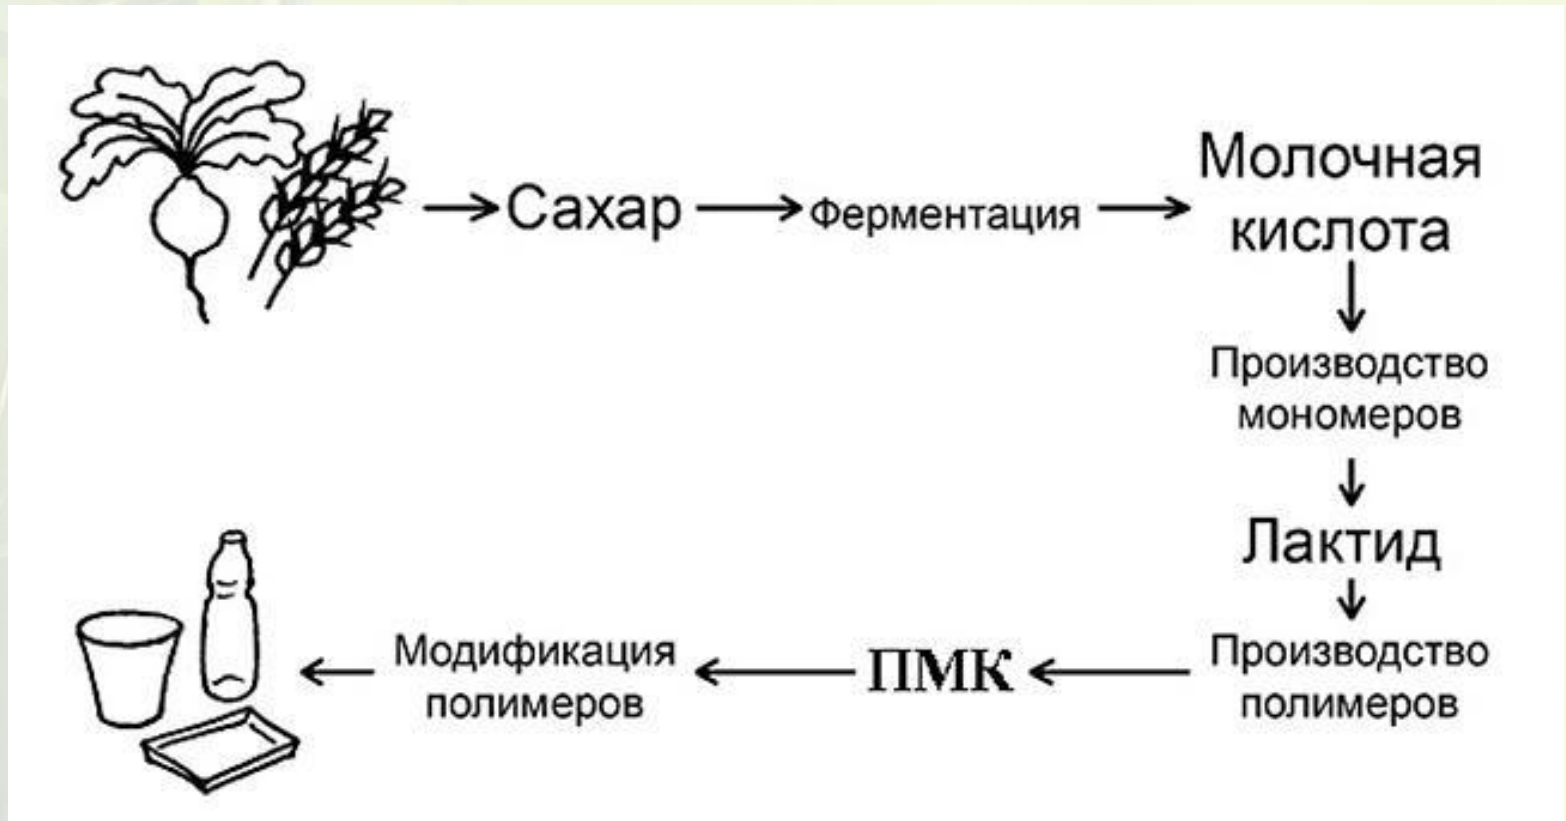 Сахар
Ферментация
Молочная
кислота
Производство
мономеров
Лактид
Производство
полимеров
ПМК
Модификация
полимеров